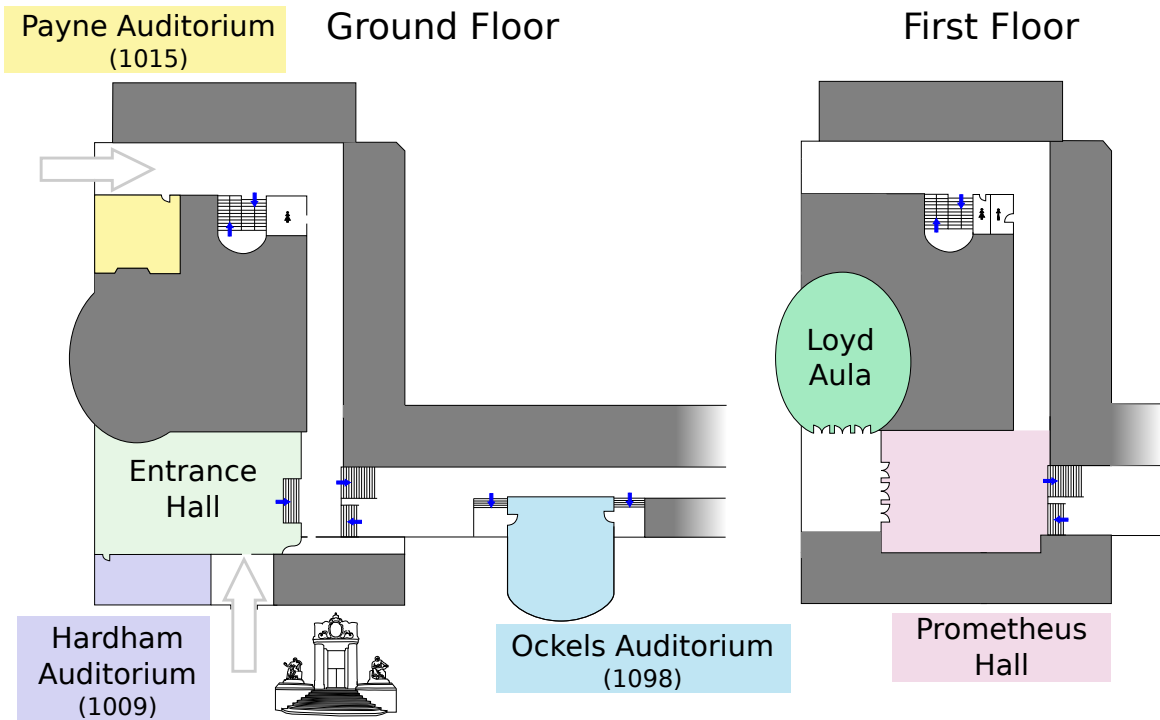 Payne Auditorium
(1015)
Ground Floor
First Floor
Loyd
Aula
Entrance
Hall
Hardham
Auditorium
(1009)
Ockels Auditorium
(1098)
Prometheus
Hall